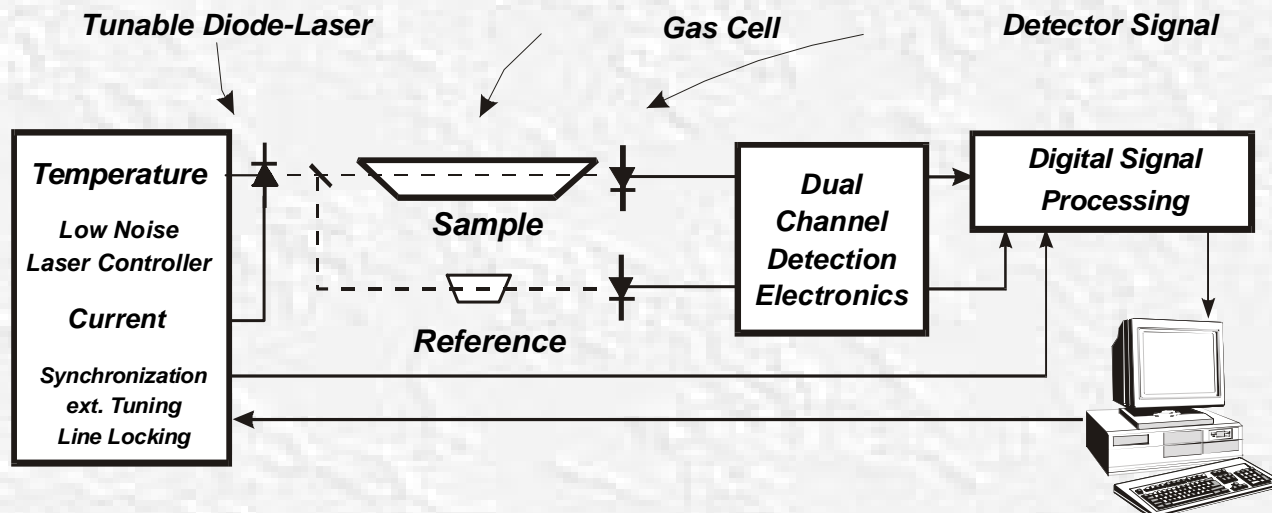 Tunable Diode-Laser
Gas Cell
Detector Signal
Temperature
Low Noise
Laser Controller
Current
Synchronization
ext. Tuning
Line Locking
Sample
Reference
Dual
Channel
Detection
Electronics
Digital Signal
Processing